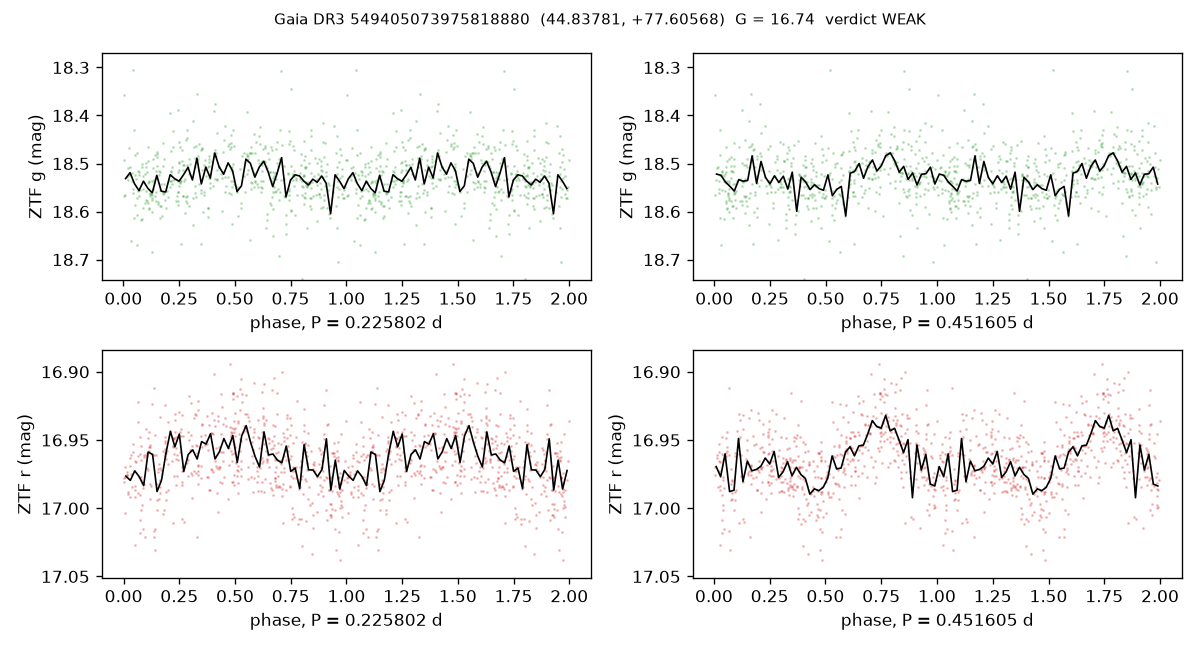 Gaia DR3 549405073975818880 (44.83781, +77.60568) G = 16.74 verdict WEAK
ZTF g (mag)
18.3
18.4
18.5
18.6
18.7
0.00 0.25 0.50 0.75 1.00 1.25 1.50 1.75 2.00
phase, P = 0.225802 d
ZTF g (mag)
18.3
18.4
18.5
18.6
18.7
0.00 0.25 0.50 0.75 1.00 1.25 1.50 1.75 2.00
phase, P = 0.451605 d
ZTF r (mag)
16.90
16.95
17.00
17.05
0.00 0.25 0.50 0.75 1.00 1.25 1.50 1.75 2.00
phase, P = 0.225802 d
ZTF r (mag)
16.90
16.95
17.00
17.05
0.00 0.25 0.50 0.75 1.00 1.25 1.50 1.75 2.00
phase, P = 0.451605 d